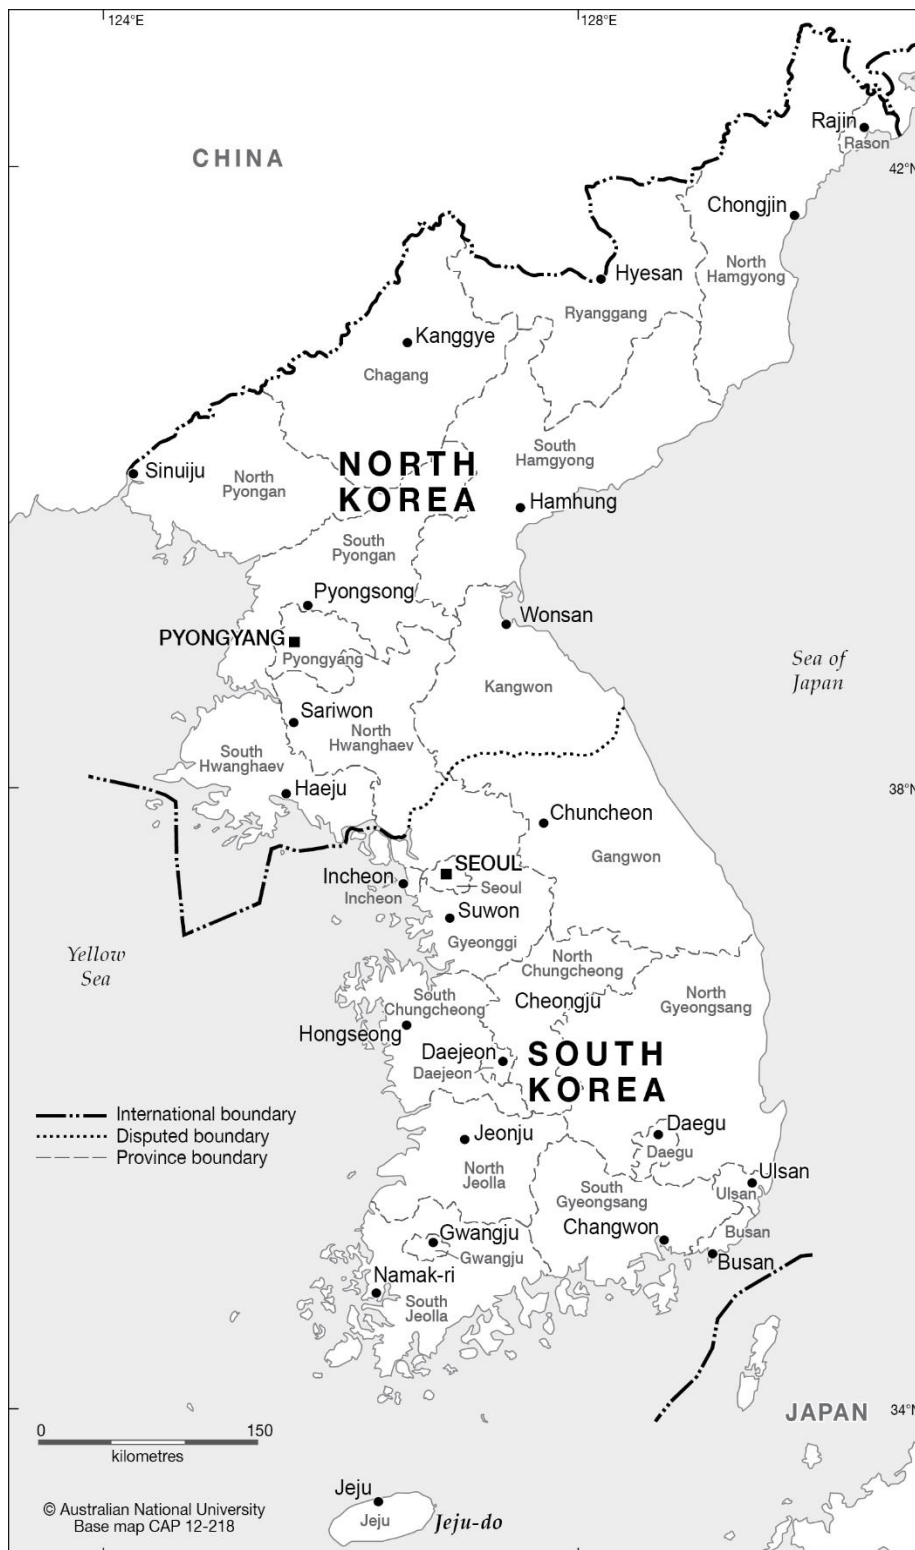 124°E
128°E
CHINA
Rajin
Rason
42°N
Chongjin
North
Hamgyong
Hyesan
Ryanggang
Kanggye
Chagang
NORTH
KOREA
South
Hamgyong
Sinuiju
North
Pyongan
Hamhung
South
Pyongan
Pyongsong
Wonsan
PYONGYANG
Pyongyang
Sea of
Japan
Kangwon
Sariwon
North
Hwanghaev
South
Hwanghaev
Haeju
38°N
Chuncheon
Gangwon
SEOUL
Seoul
Incheon
Incheon
Suwon
Gyeonggi
Yellow
Sea
North
Chungcheong
Cheongju
North
Gyeongsang
South
Chungcheong
Hongseong
Daejeon
Daejeon
SOUTH
KOREA
International boundary
Disputed boundary
Province boundary
Jeonju
North
Jeolla
Daegu
Daegu
Ulsan
Ulsan
South
Gyeongsang
Changwon
Busan
Busan
Gwangju
Gwangju
Namak-ri
South
Jeolla
JAPAN
34°N
0 150
kilometres
© Australian National University
Base map CAP 12-218
Jeju
Jeju
Jeju-do